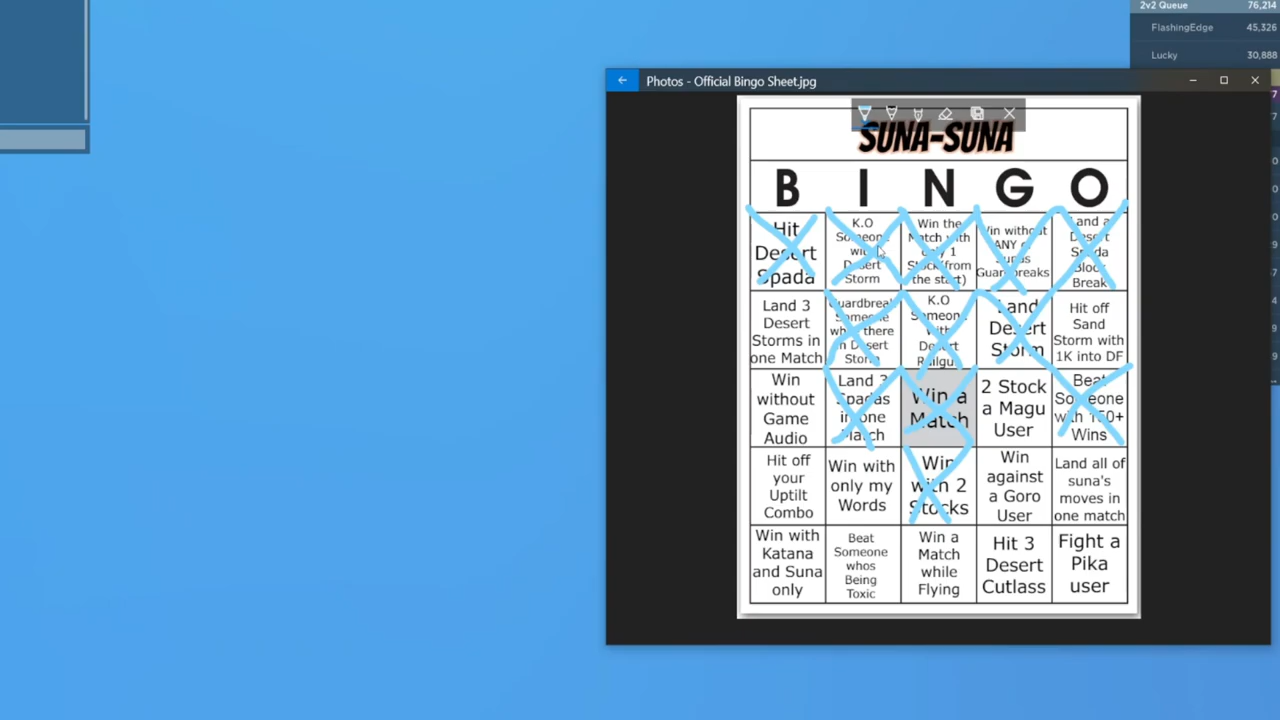 2v2 Queue 76,214
FlashingEdge 45,326
Lucky 30,888
Photos - Official Bingo Sheet.jpg
SUNA-SUNA
B I N G O
Hit
Desert
Spada
K.O
Someone
with
Desert
Storm
Win the
Match with
only 1
Stock(from
the start)
Win without
ANY of
Sunas
Guardbreaks
Land a
Desert
Spada
Block
Break
Land 3
Desert
Storms in
one Match
Guardbreak
Someone
when there
in Desert
Storm
K.O
Someone
With
Desert
Railgun
Land
Desert
Storm
Hit off
Sand
Storm with
1K into DF
Win
without
Game
Audio
Land 3
Spadas
in one
Match
Win a
Match
2 Stock
a Magu
User
Beat
Someone
with 150+
Wins
Hit off
your
Uptilt
Combo
Win with
only my
Words
Win
with 2
Stocks
Win
against
a Goro
User
Land all of
suna's
moves in
one match
Win with
Katana
and Suna
only
Beat
Someone
whos
Being
Toxic
Win a
Match
while
Flying
Hit 3
Desert
Cutlass
Fight a
Pika
user